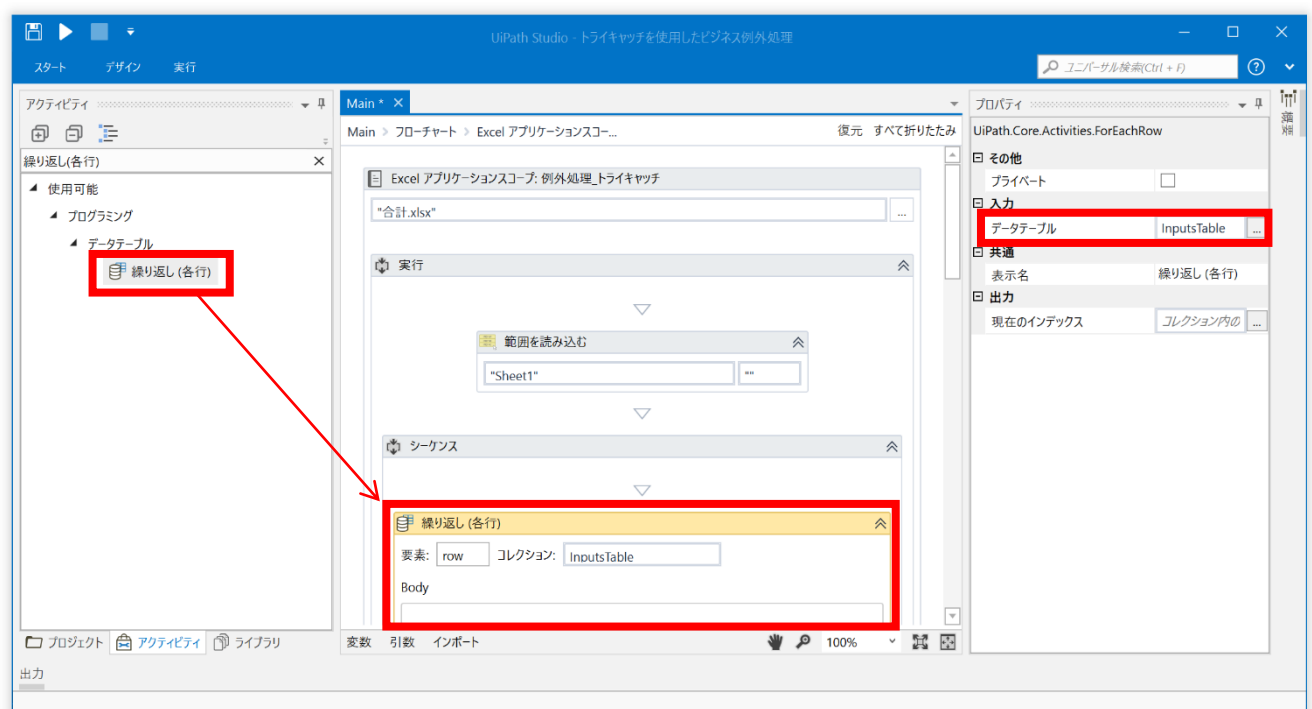 UiPath Studio - トライキャッチを使用したビジネス例外処理
スタート デザイン 実行
ユニバーサル検索(Ctrl + F)
アクティビティ
繰り返し(各行)
使用可能
プログラミング
データテーブル
繰り返し (各行)
プロジェクト アクティビティ ライブラリ
出力
Main *
Main > フローチャート > Excel アプリケーションスコー... 復元 すべて折りたたみ
Excel アプリケーションスコープ: 例外処理_トライキャッチ
"合計.xlsx" ...
実行
範囲を読み込む
"Sheet1" ""
シーケンス
繰り返し (各行)
要素: row コレクション: InputsTable
Body
変数 引数 インポート 100%
プロパティ
UiPath.Core.Activities.ForEachRow
その他
プライベート
入力
データテーブル InputsTable ...
共通
表示名 繰り返し (各行)
出力
現在のインデックス コレクション内の ...
概要